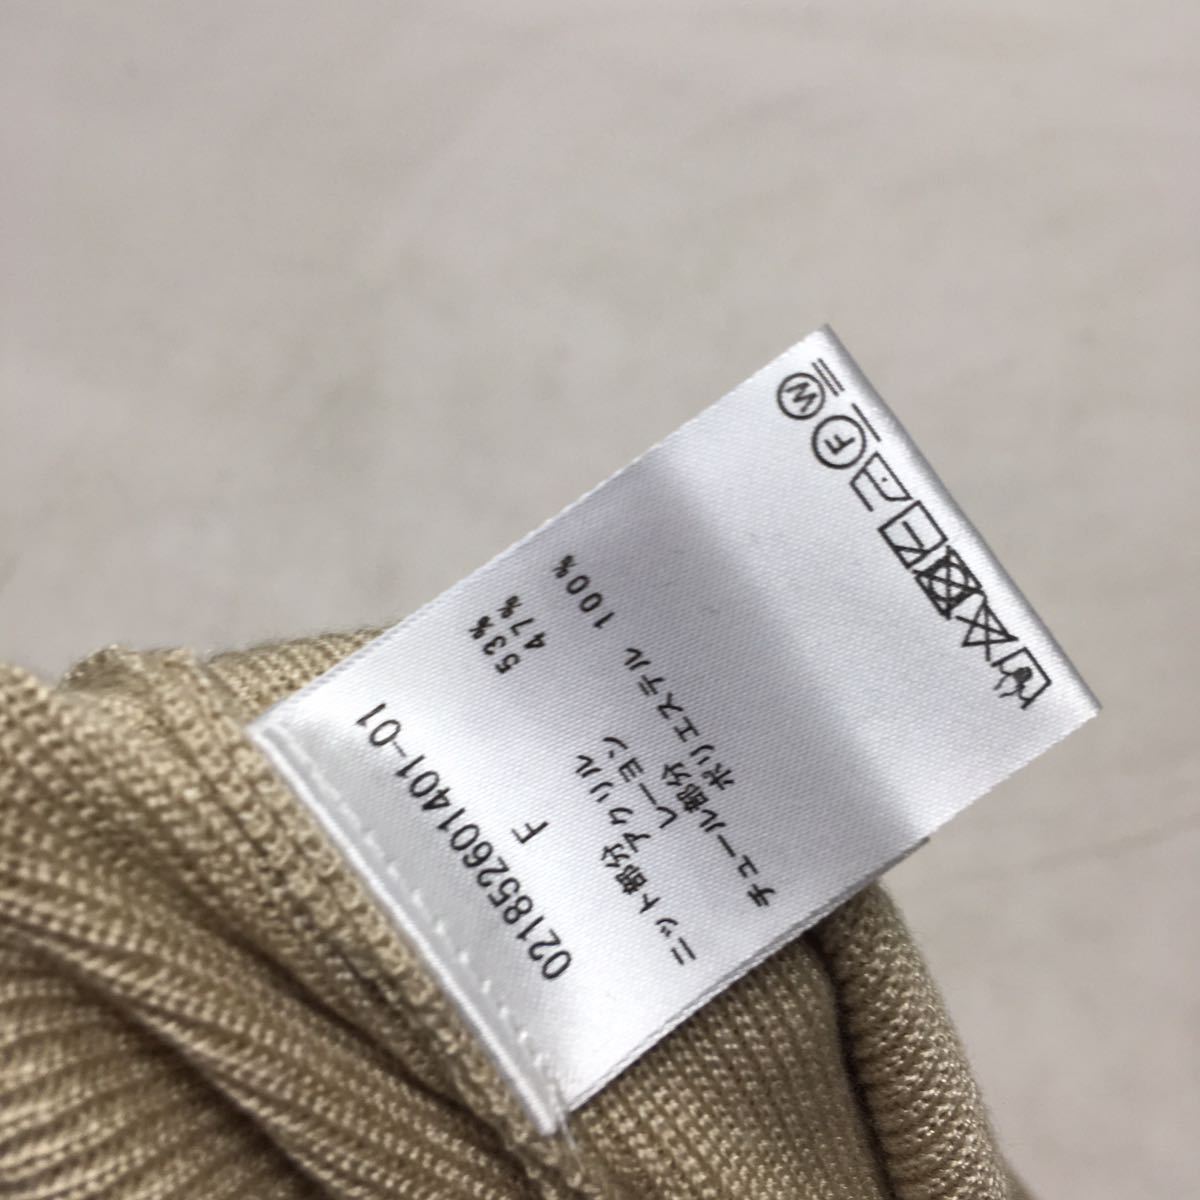 021852601401-01
F
ニット部分 アクリル 53%
レーヨン 47%
チュール部分
ポリエステル 100%
F
W